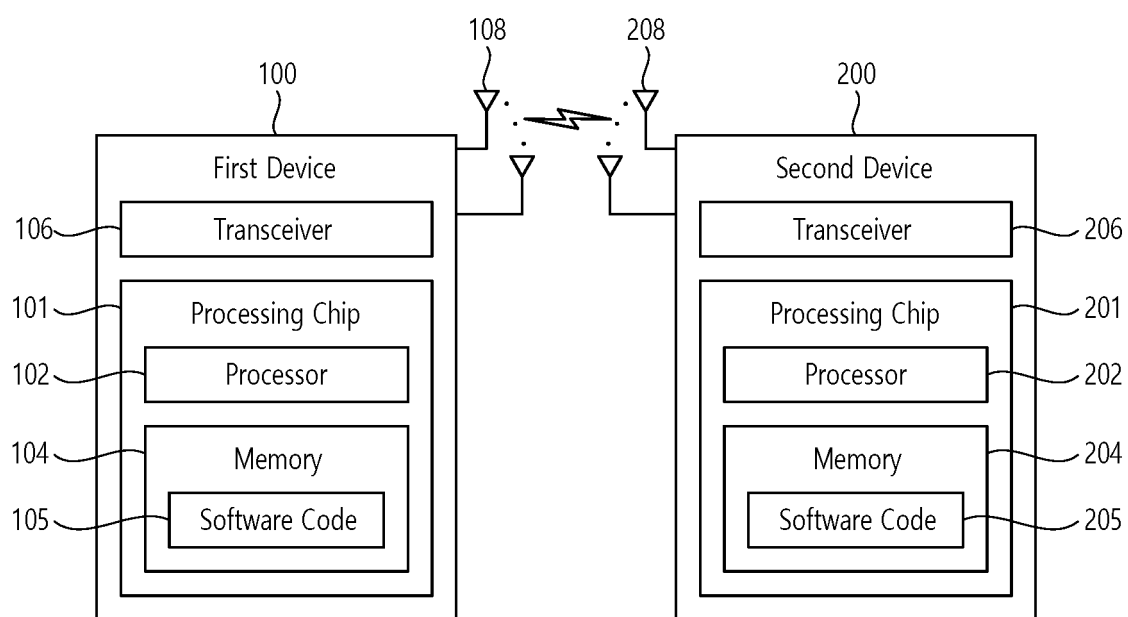 108
208
100
200
First Device
Second Device
106
Transceiver
Transceiver
206
101
Processing Chip
Processing Chip
201
102
Processor
Processor
202
104
Memory
Memory
204
105
Software Code
Software Code
205